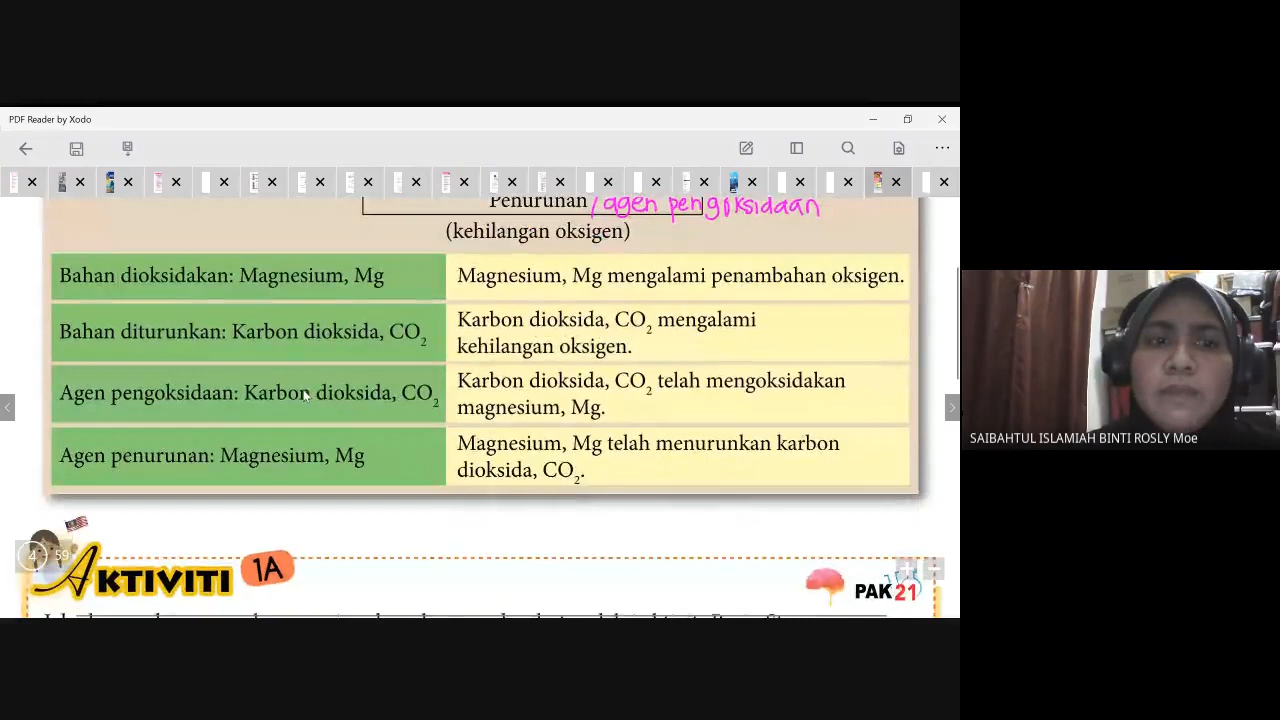 PDF Reader by Xodo
Penurunan / agen pengoksidaan
(kehilangan oksigen)
Bahan dioksidakan: Magnesium, Mg
Magnesium, Mg mengalami penambahan oksigen.
Bahan diturunkan: Karbon dioksida, CO₂
Karbon dioksida, CO₂ mengalami
kehilangan oksigen.
Agen pengoksidaan: Karbon dioksida, CO₂
Karbon dioksida, CO₂ telah mengoksidakan
magnesium, Mg.
Agen penurunan: Magnesium, Mg
Magnesium, Mg telah menurunkan karbon
dioksida, CO₂.
SAIBAHTUL ISLAMIAH BINTI ROSLY Moe
4 59
AKTIVITI 1A
PAK 21